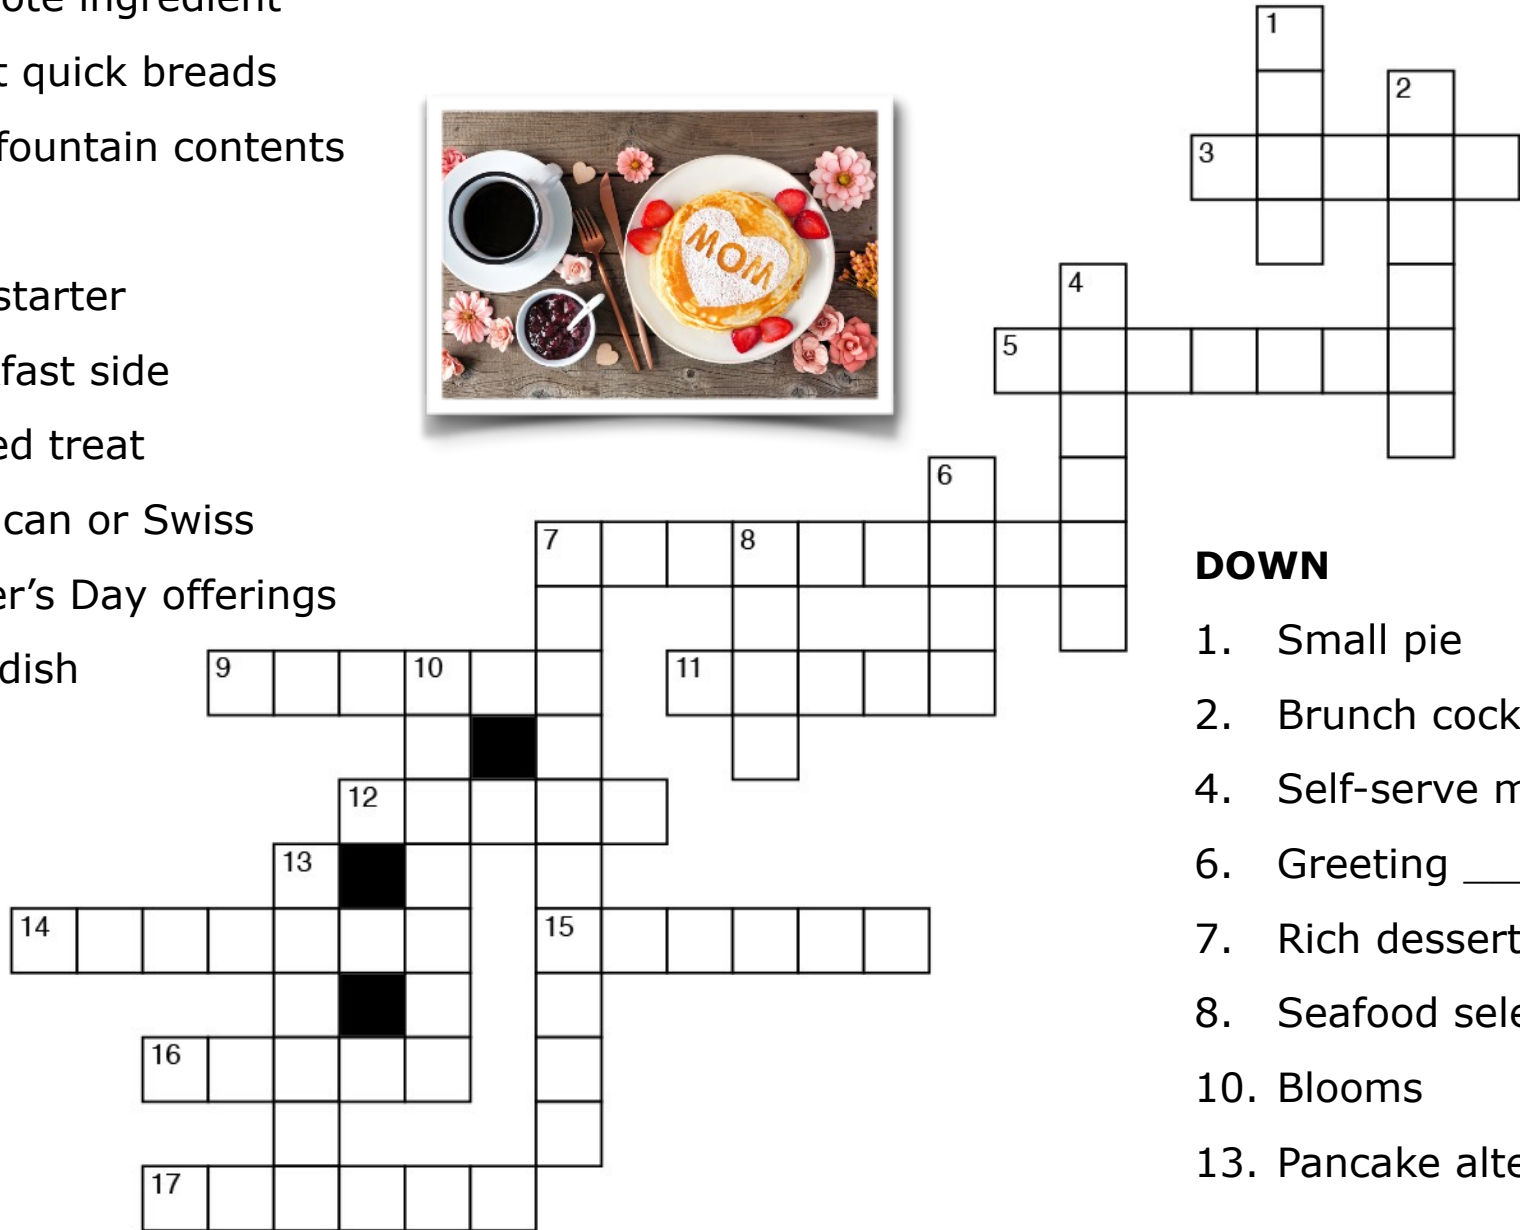 ote ingredient
t quick breads
fountain contents
starter
fast side
ed treat
can or Swiss
er's Day offerings
dish
MOM
1
2
3
4
5
6
7
8
9
10
11
12
13
14
15
16
17
DOWN
1. Small pie
2. Brunch cock
4. Self-serve m
6. Greeting ___
7. Rich dessert
8. Seafood sele
10. Blooms
13. Pancake alte